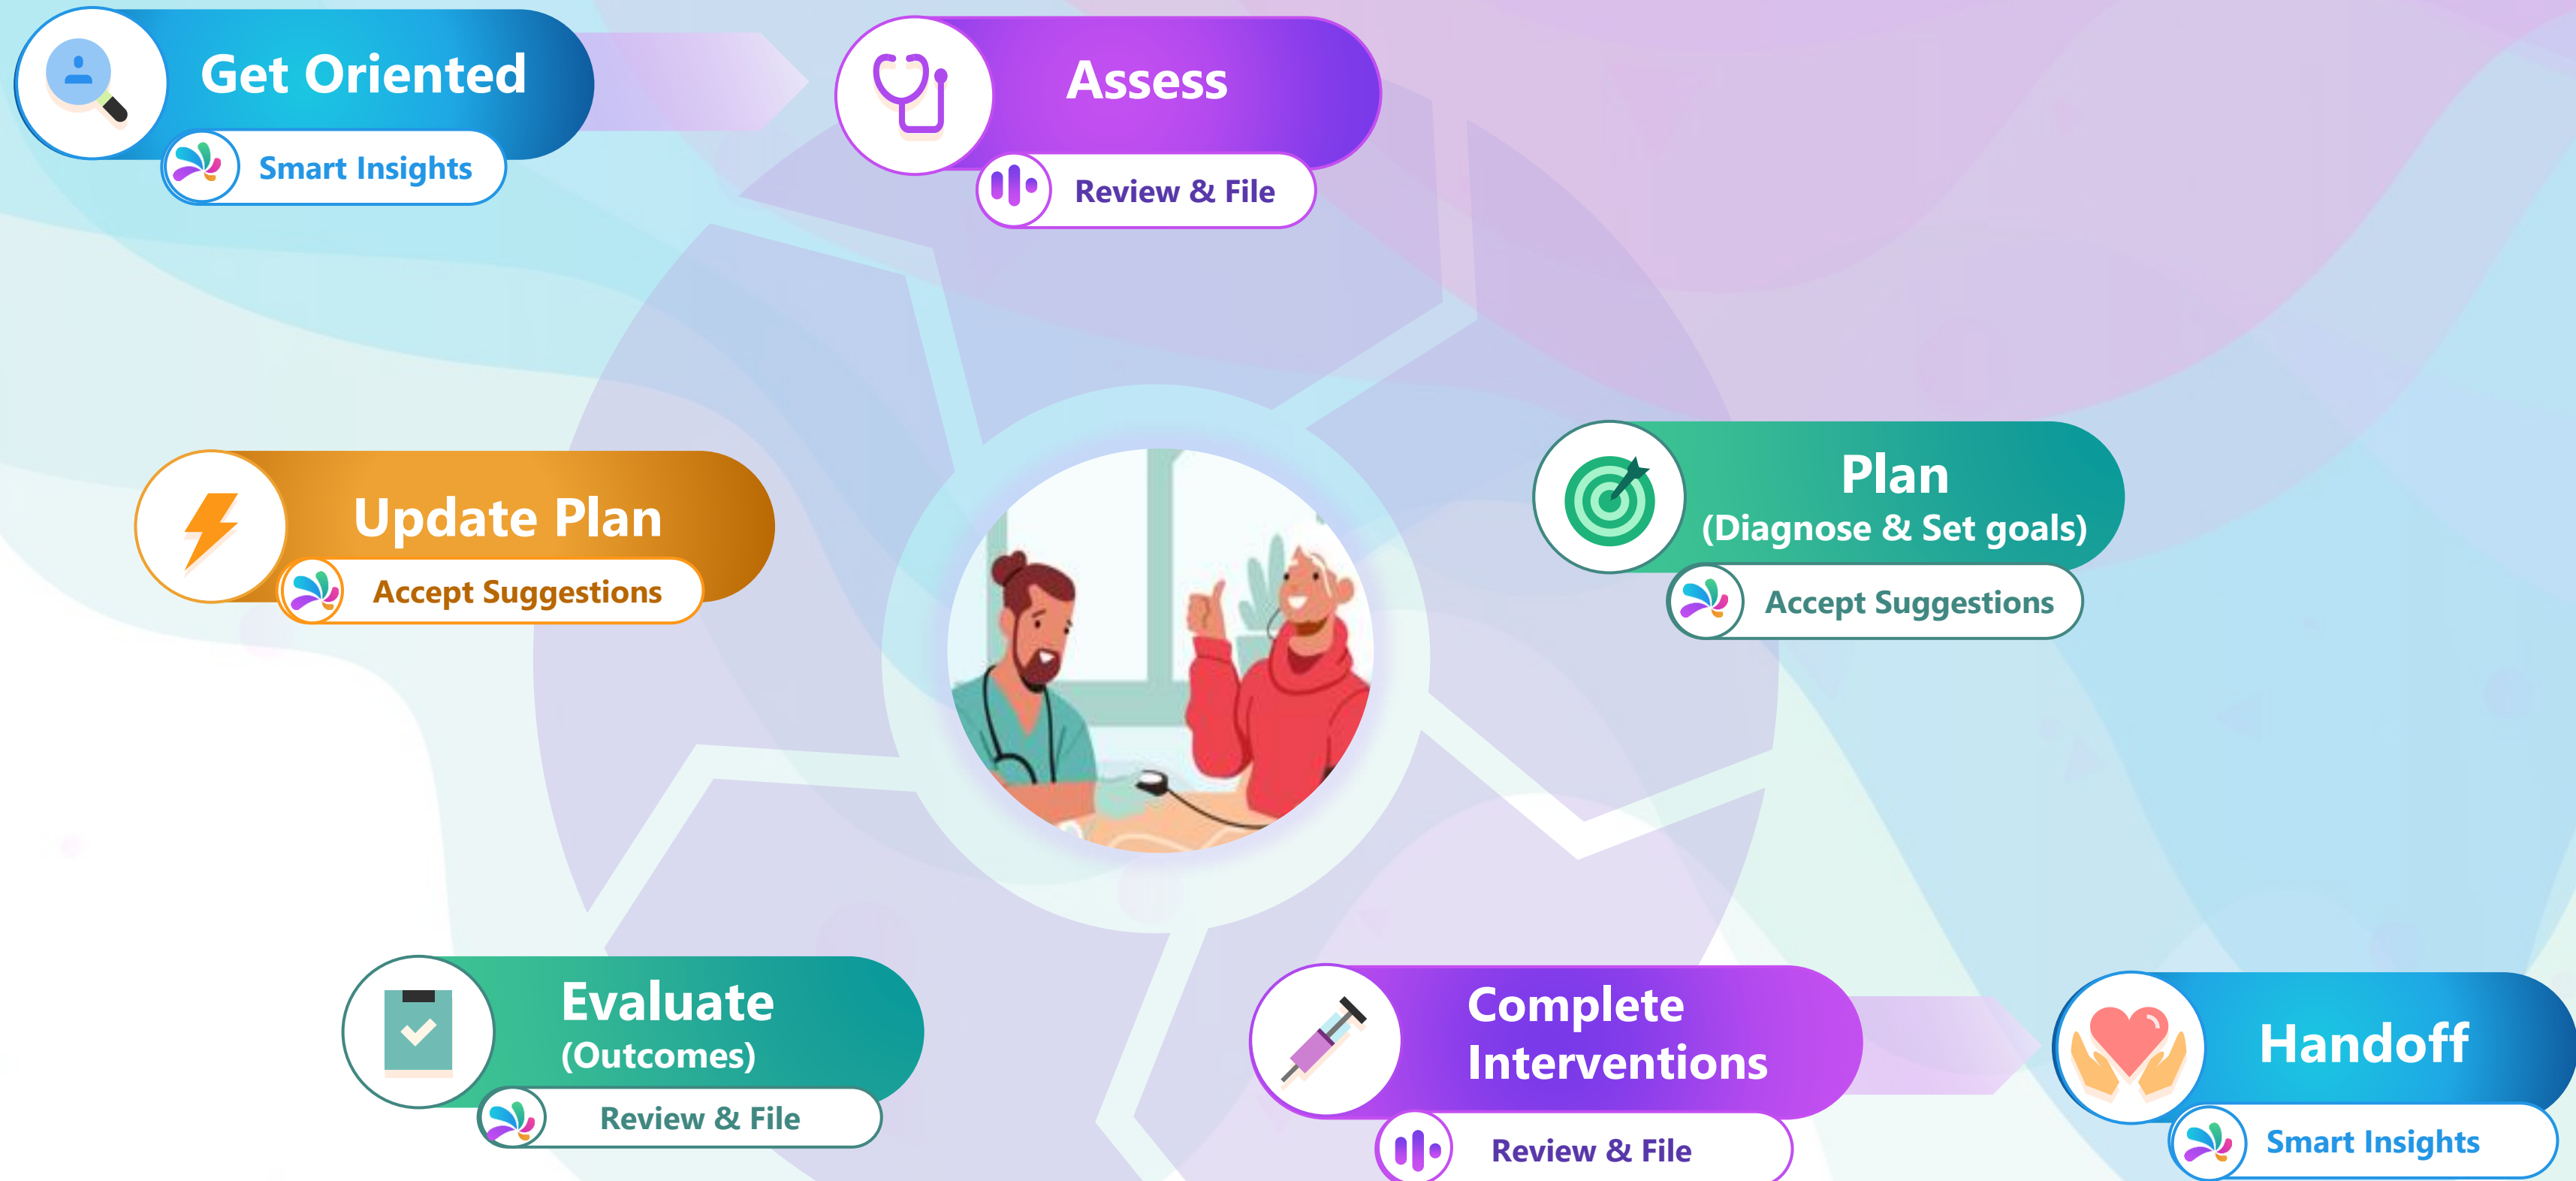 Get Oriented
Smart Insights
Assess
Review & File
Plan
(Diagnose & Set goals)
Accept Suggestions
Update Plan
Accept Suggestions
Evaluate
(Outcomes)
Review & File
Complete
Interventions
Review & File
Handoff
Smart Insights